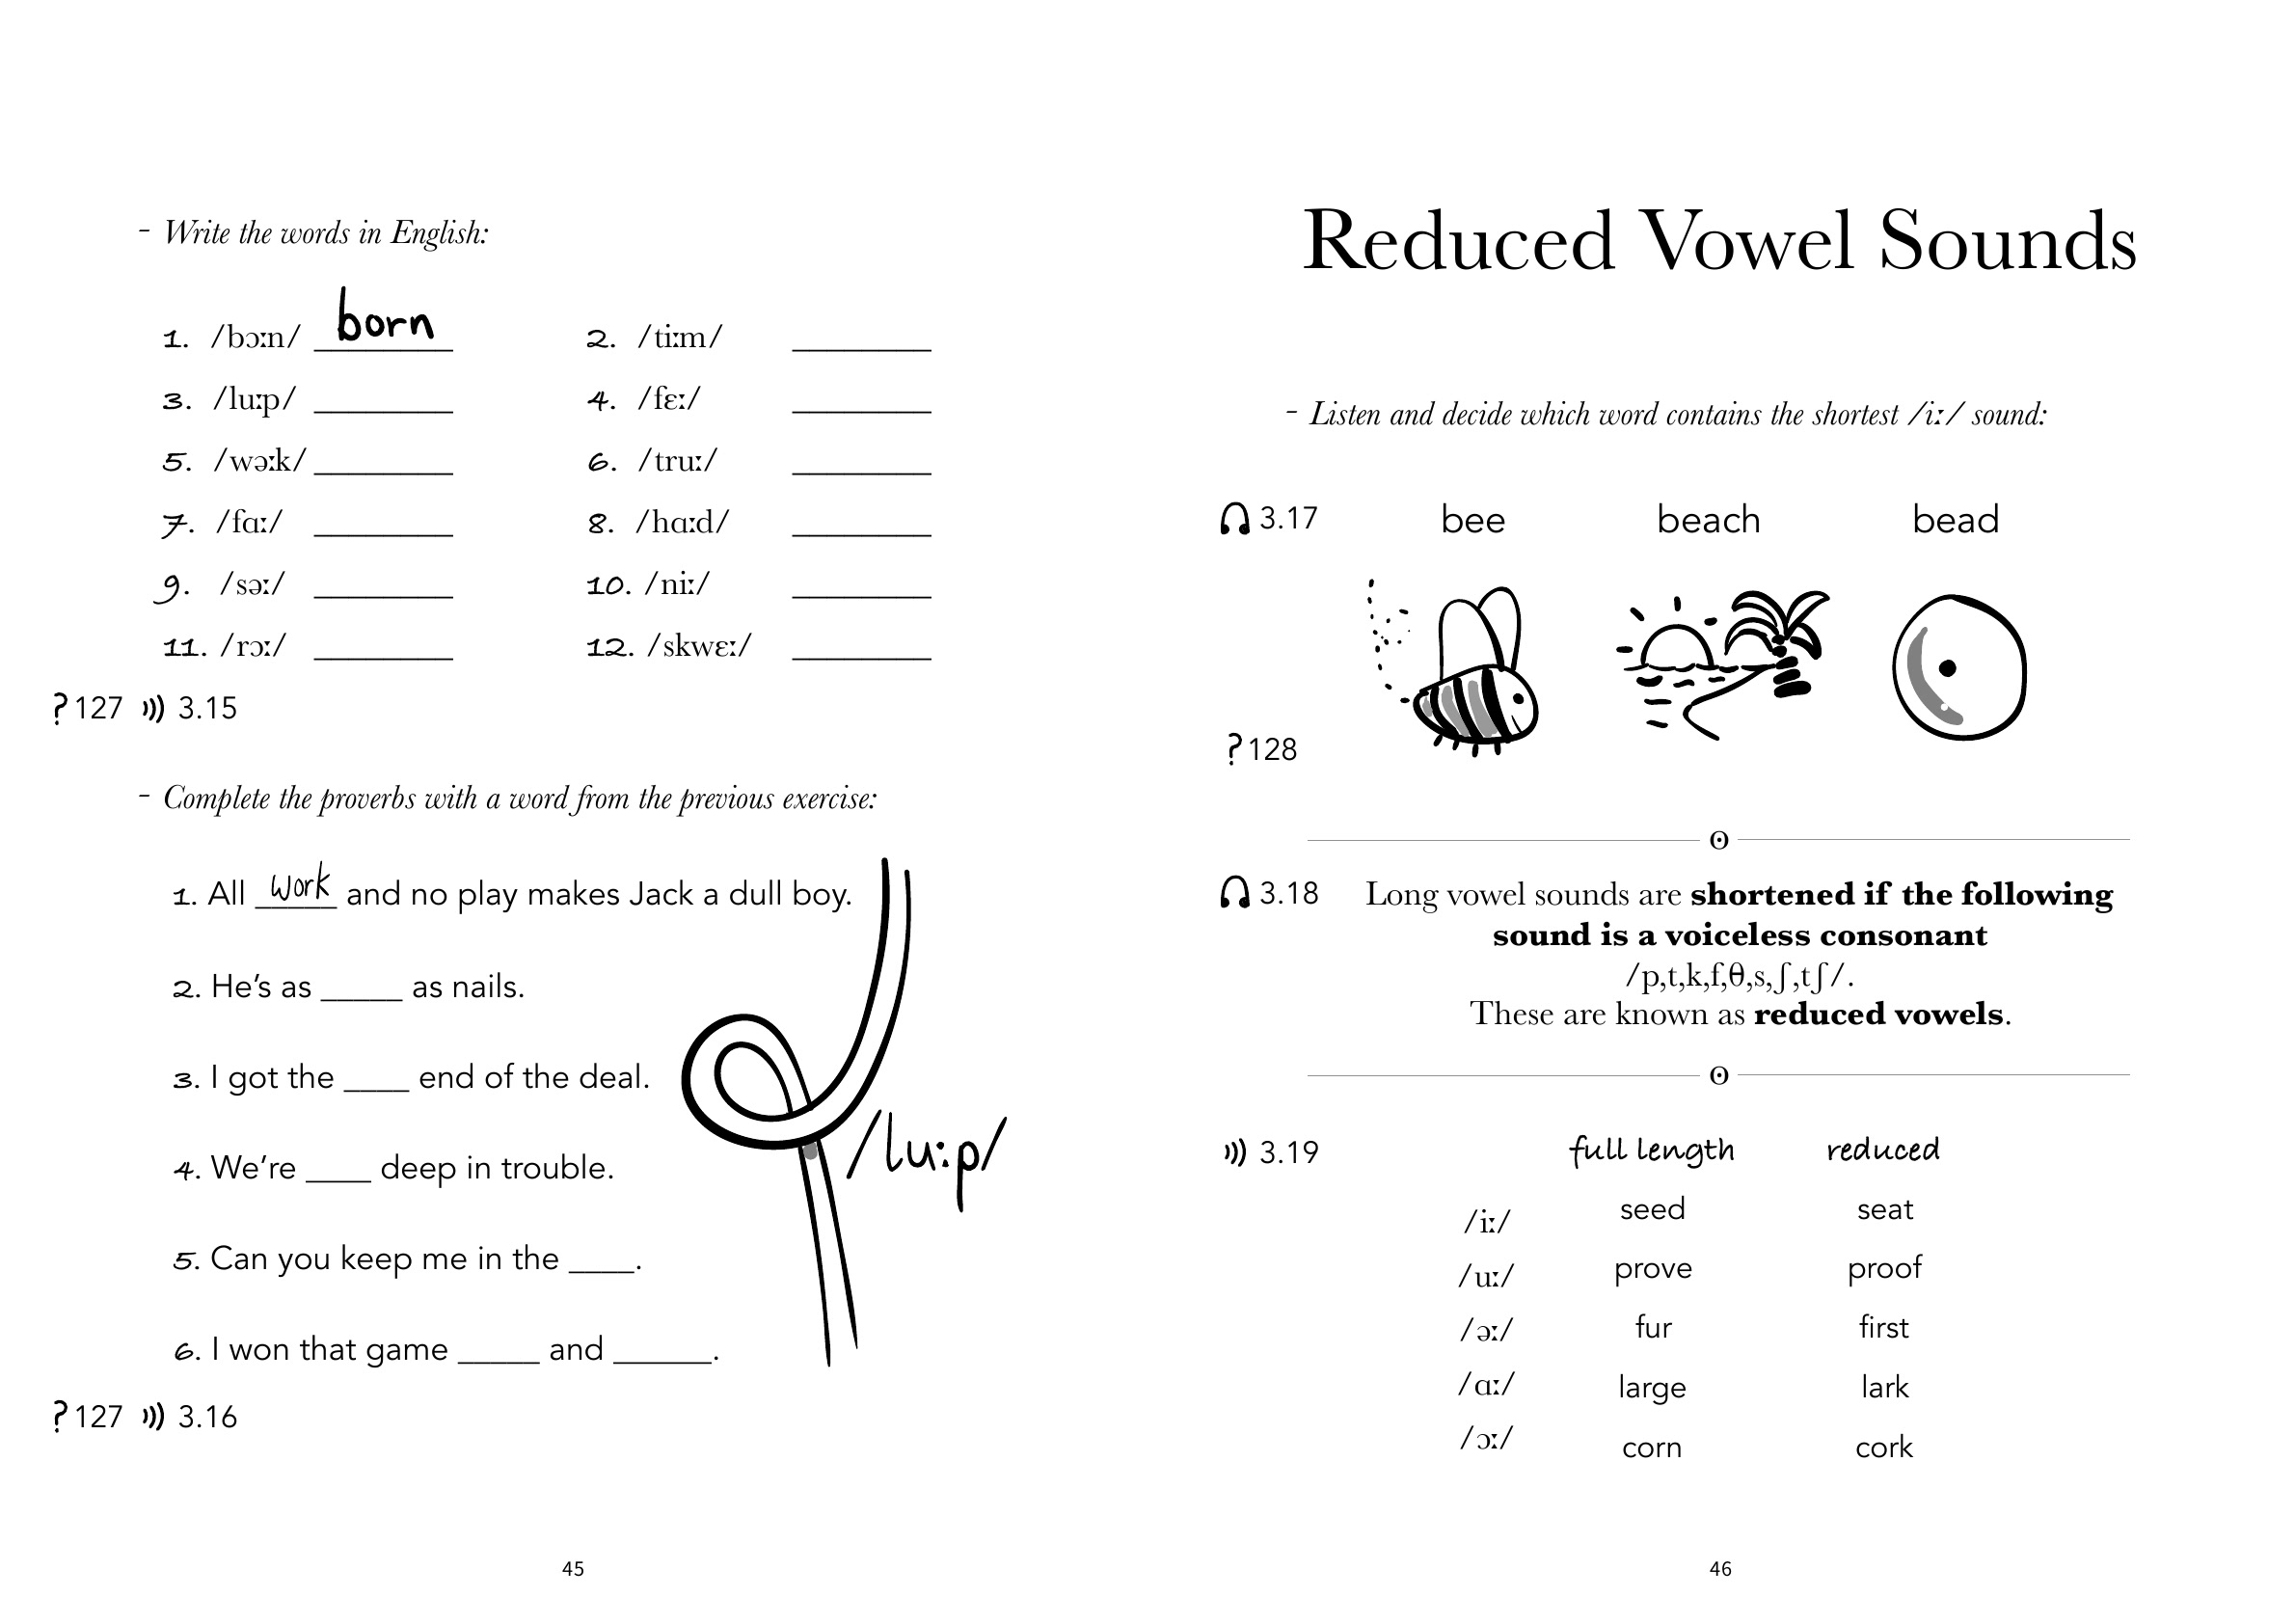 - Write the words in English:
1. /bɔːn/ born 2. /tiːm/ ________
3. /luːp/ ________ 4. /fɛː/ ________
5. /wəːk/ ________ 6. /truː/ ________
7. /fɑː/ ________ 8. /hɑːd/ ________
9. /səː/ ________ 10. /niː/ ________
11. /rɔː/ ________ 12. /skwɛː/ ________
?127 3.15
- Complete the proverbs with a word from the previous exercise:
1. All work and no play makes Jack a dull boy.
2. He's as _____ as nails.
3. I got the ____ end of the deal.
/luːp/
4. We're ____ deep in trouble.
5. Can you keep me in the ____.
6. I won that game _____ and ______.
?127 3.16
45
Reduced Vowel Sounds
- Listen and decide which word contains the shortest /iː/ sound:
3.17 bee beach bead
?128
3.18 Long vowel sounds are shortened if the following
sound is a voiceless consonant
/p,t,k,f,θ,s,ʃ,tʃ/.
These are known as reduced vowels.
3.19 full length reduced
/iː/ seed seat
/uː/ prove proof
/əː/ fur first
/ɑː/ large lark
/ɔː/ corn cork
46